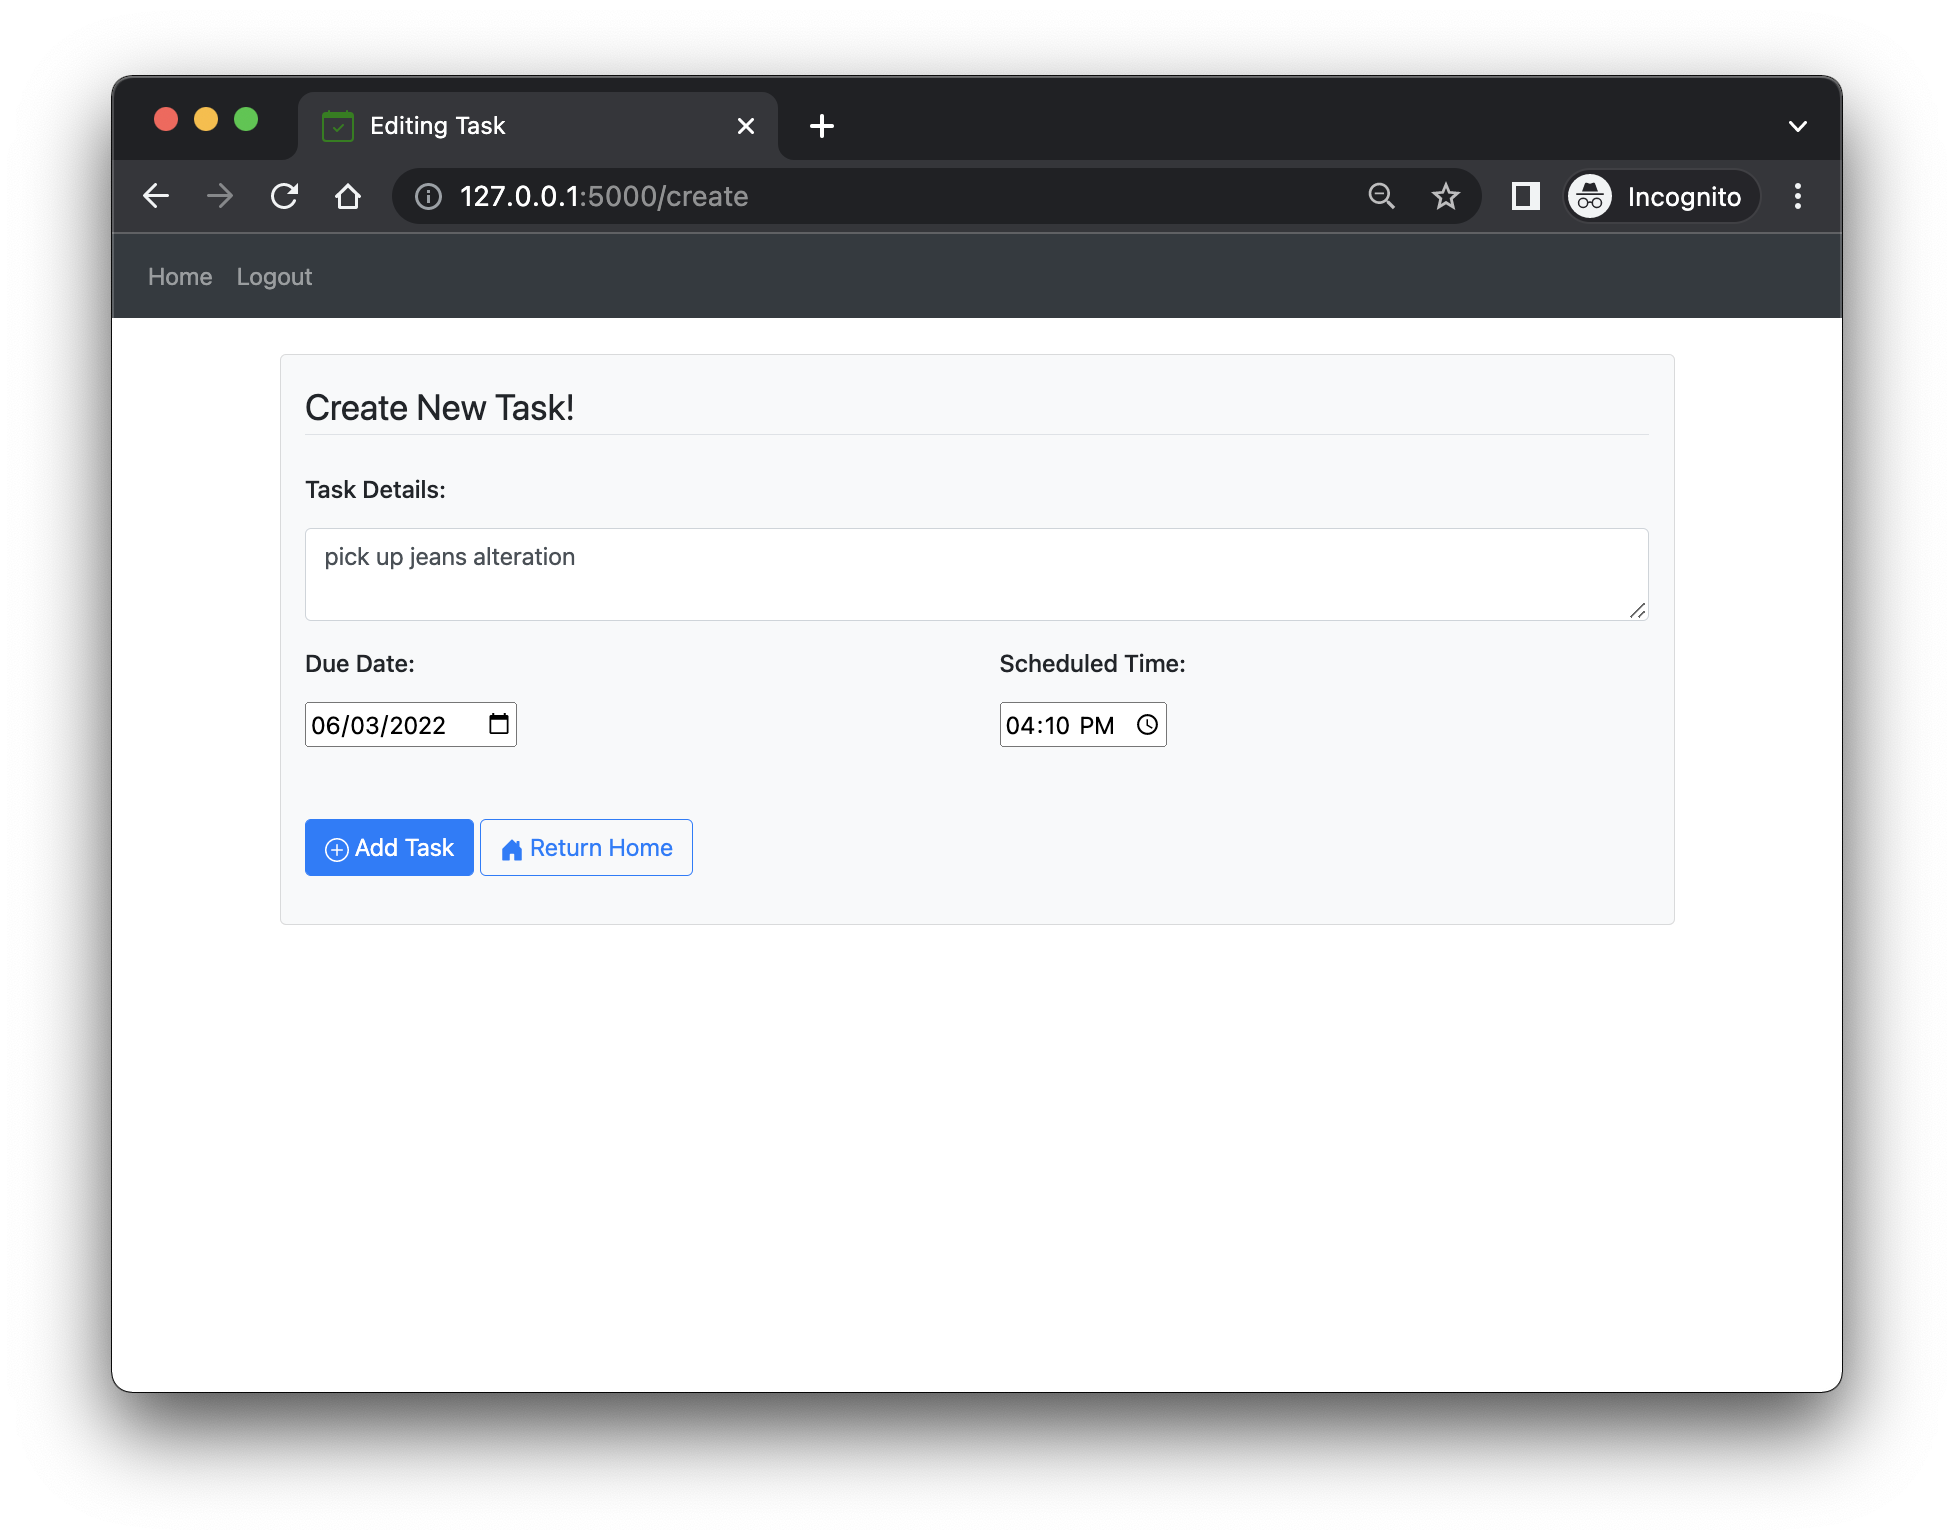 Editing Task
127.0.0.1:5000/create
Incognito
Home Logout
Create New Task!
Task Details:
pick up jeans alteration
Due Date: Scheduled Time:
06/03/2022 04:10 PM
Add Task Return Home